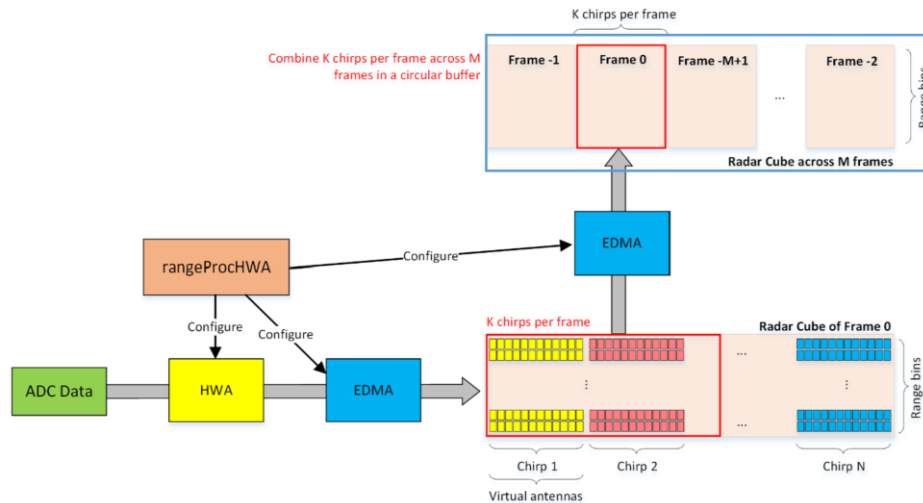 K chirps per frame
Combine K chirps per frame across M
frames in a circular buffer
Frame -1
Frame 0
Frame -M+1
...
Frame -2
Range bins
Radar Cube across M frames
EDMA
rangeProcHWA
Configure
Configure
Configure
K chirps per frame
Radar Cube of Frame 0
ADC Data
HWA
EDMA
...
⋮
⋮
...
Range bins
Chirp 1
Chirp 2
Chirp N
Virtual antennas